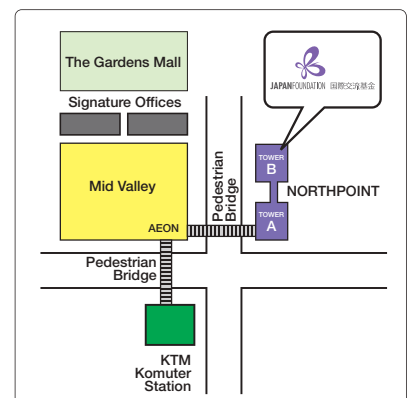 The Gardens Mall
Signature Offices
JAPANFOUNDATION 国際交流基金
Mid Valley
AEON
Pedestrian
Bridge
TOWER
B
NORTHPOINT
TOWER
A
Pedestrian
Bridge
KTM
Komuter
Station